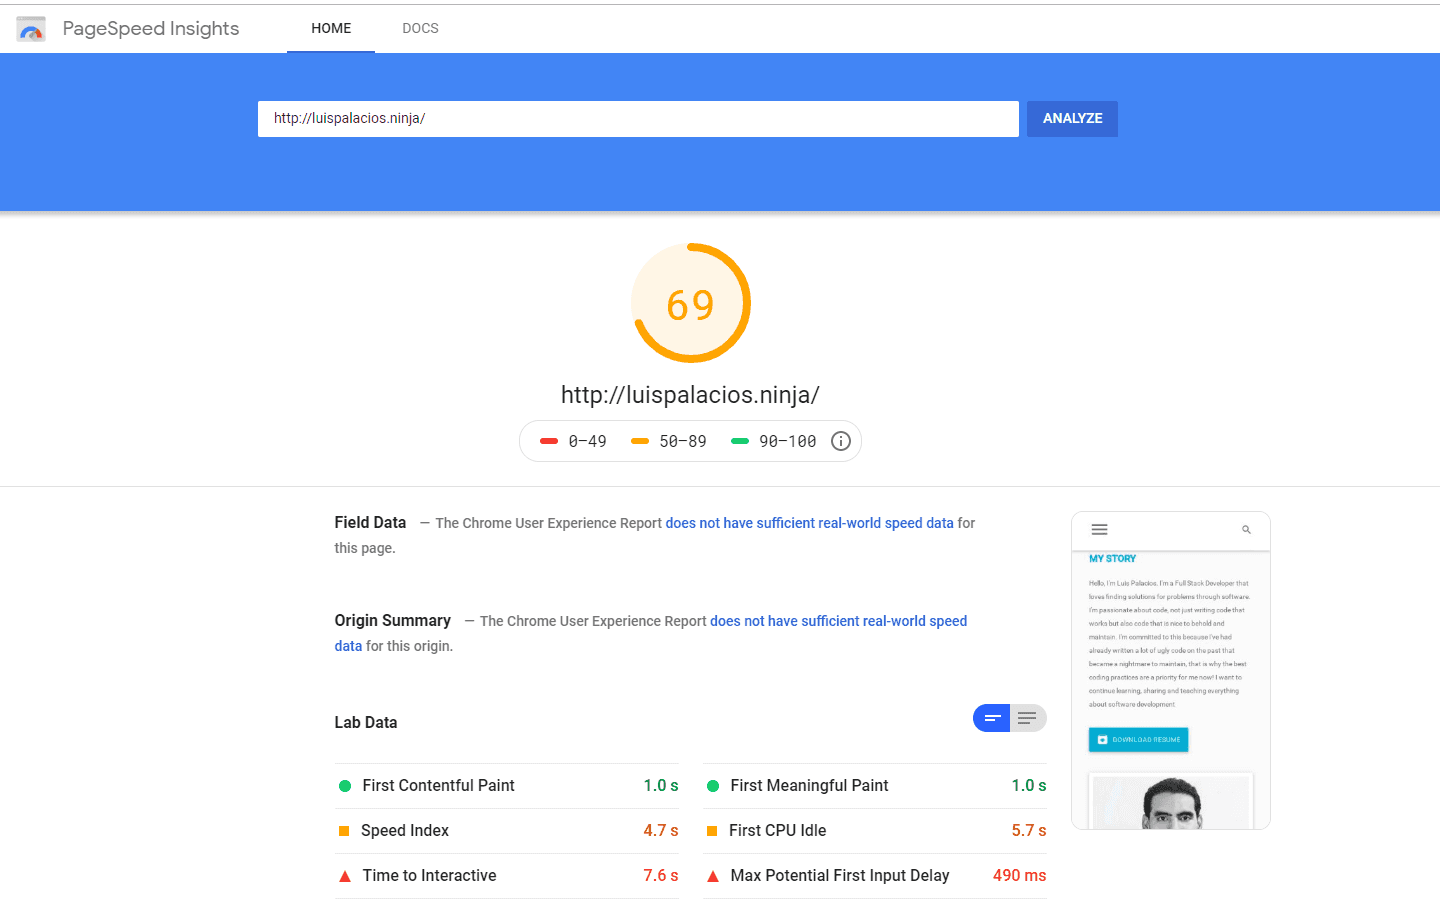 PageSpeed Insights
HOME
DOCS
http://luispalacios.ninja/
ANALYZE
69
http://luispalacios.ninja/
0–49
50–89
90–100
Field Data — The Chrome User Experience Report does not have sufficient real-world speed data for
this page.
Origin Summary — The Chrome User Experience Report does not have sufficient real-world speed
data for this origin.
Lab Data
First Contentful Paint 1.0 s
First Meaningful Paint 1.0 s
Speed Index 4.7 s
First CPU Idle 5.7 s
Time to Interactive 7.6 s
Max Potential First Input Delay 490 ms
MY STORY
Hello, I'm Luis Palacios. I'm a Full Stack Developer that
loves finding solutions for problems through software.
I'm passionate about code, not just writing code that
works but also code that is nice to behold and
maintain. I'm committed to this because I've had
already written a lot of ugly code on the past that
became a nightmare to maintain, that is why the best
coding practices are a priority for me now! I want to
continue learning, sharing and teaching everything
about software development
DOWNLOAD RESUMÉ